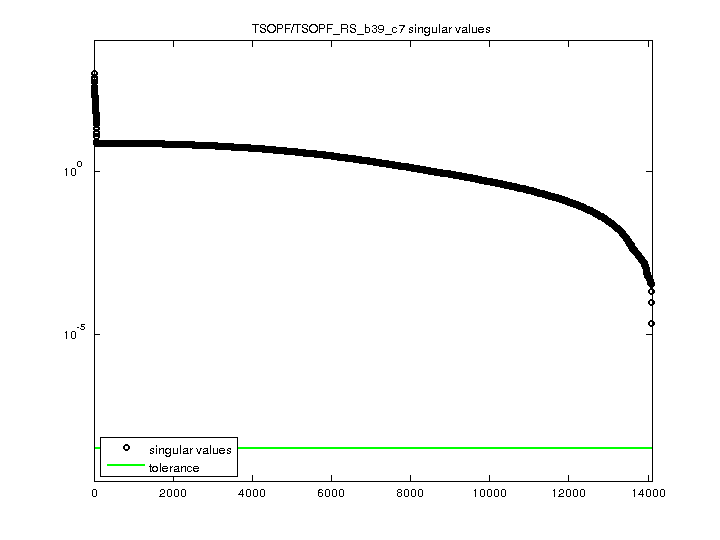 TSOPF/TSOPF_RS_b39_c7 singular values
10^0
10^-5
singular values
tolerance
0 2000 4000 6000 8000 10000 12000 14000